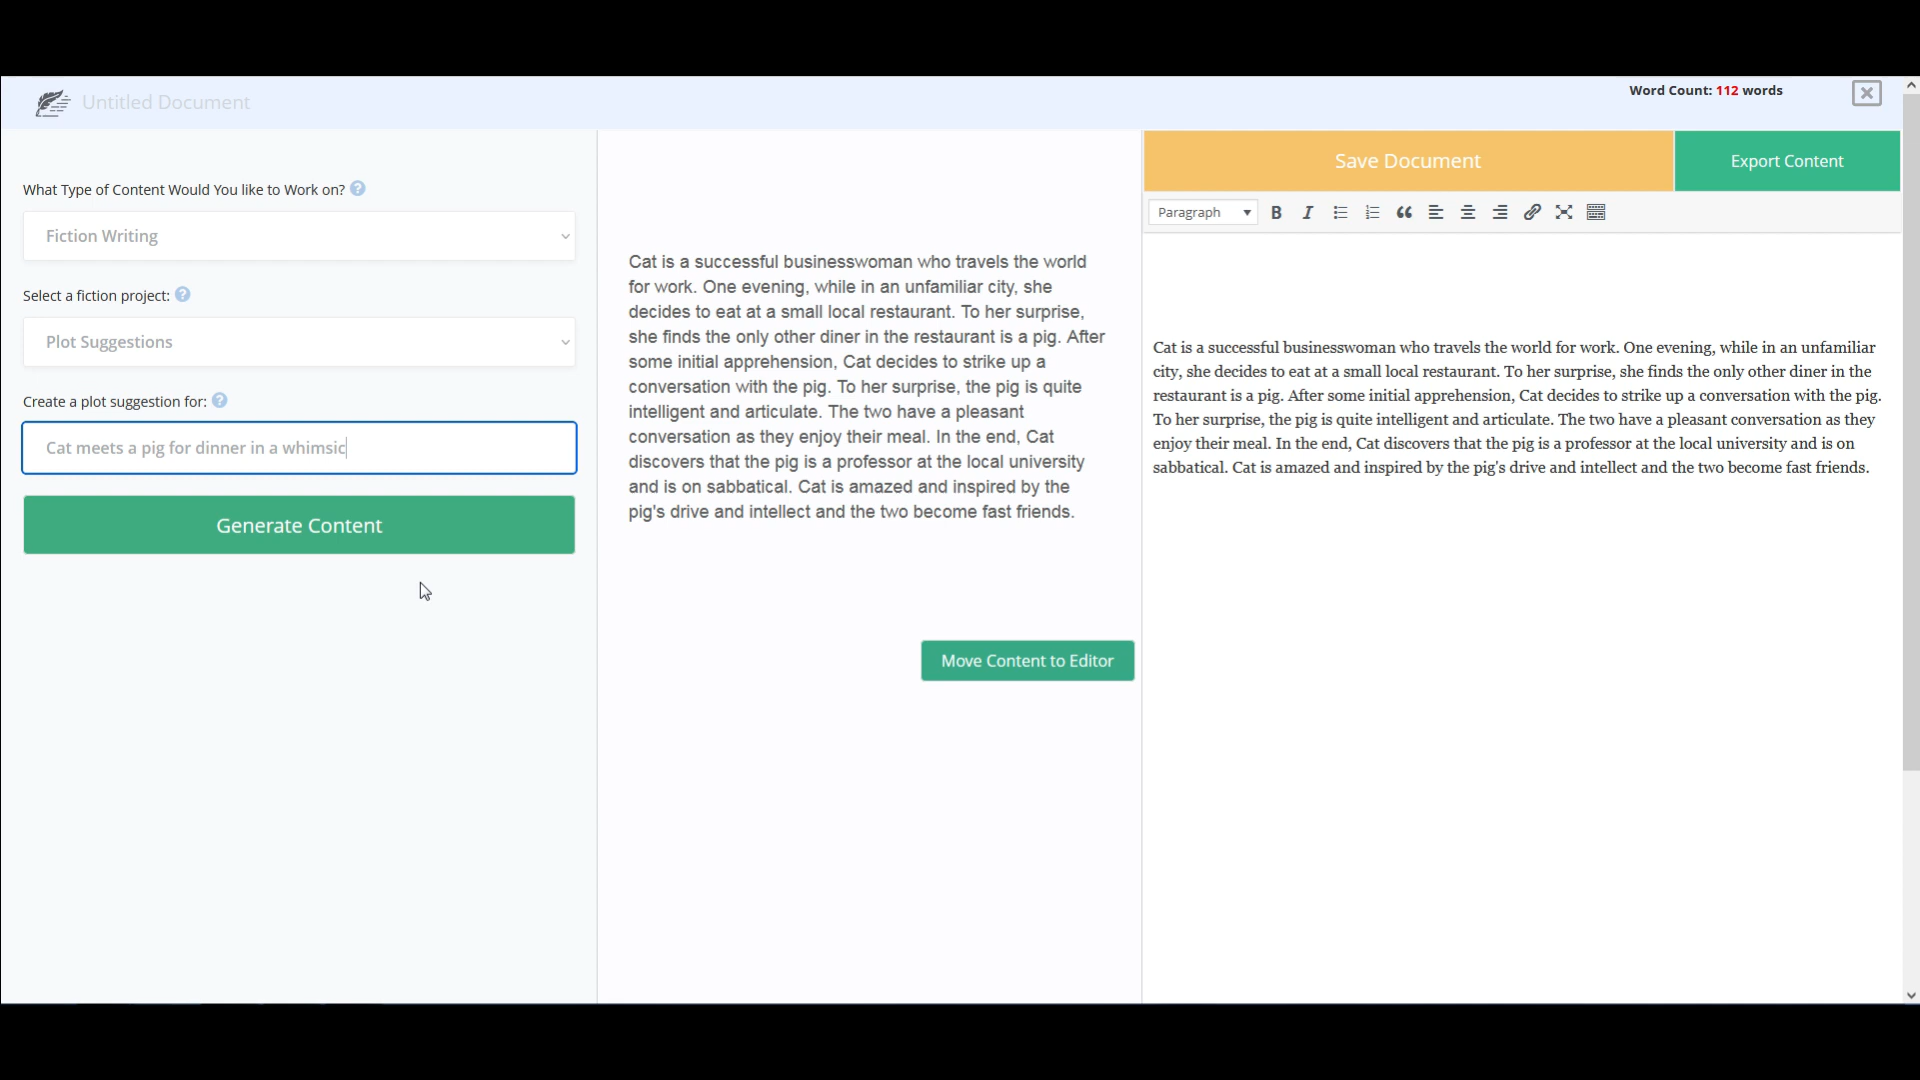 Untitled Document
Word Count: 112 words
What Type of Content Would You like to Work on?
Fiction Writing
Select a fiction project:
Plot Suggestions
Create a plot suggestion for:
Cat meets a pig for dinner in a whimsic
Generate Content
Cat is a successful businesswoman who travels the world
for work. One evening, while in an unfamiliar city, she
decides to eat at a small local restaurant. To her surprise,
she finds the only other diner in the restaurant is a pig. After
some initial apprehension, Cat decides to strike up a
conversation with the pig. To her surprise, the pig is quite
intelligent and articulate. The two have a pleasant
conversation as they enjoy their meal. In the end, Cat
discovers that the pig is a professor at the local university
and is on sabbatical. Cat is amazed and inspired by the
pig's drive and intellect and the two become fast friends.
Move Content to Editor
Save Document
Export Content
Paragraph
Cat is a successful businesswoman who travels the world for work. One evening, while in an unfamiliar
city, she decides to eat at a small local restaurant. To her surprise, she finds the only other diner in the
restaurant is a pig. After some initial apprehension, Cat decides to strike up a conversation with the pig.
To her surprise, the pig is quite intelligent and articulate. The two have a pleasant conversation as they
enjoy their meal. In the end, Cat discovers that the pig is a professor at the local university and is on
sabbatical. Cat is amazed and inspired by the pig's drive and intellect and the two become fast friends.